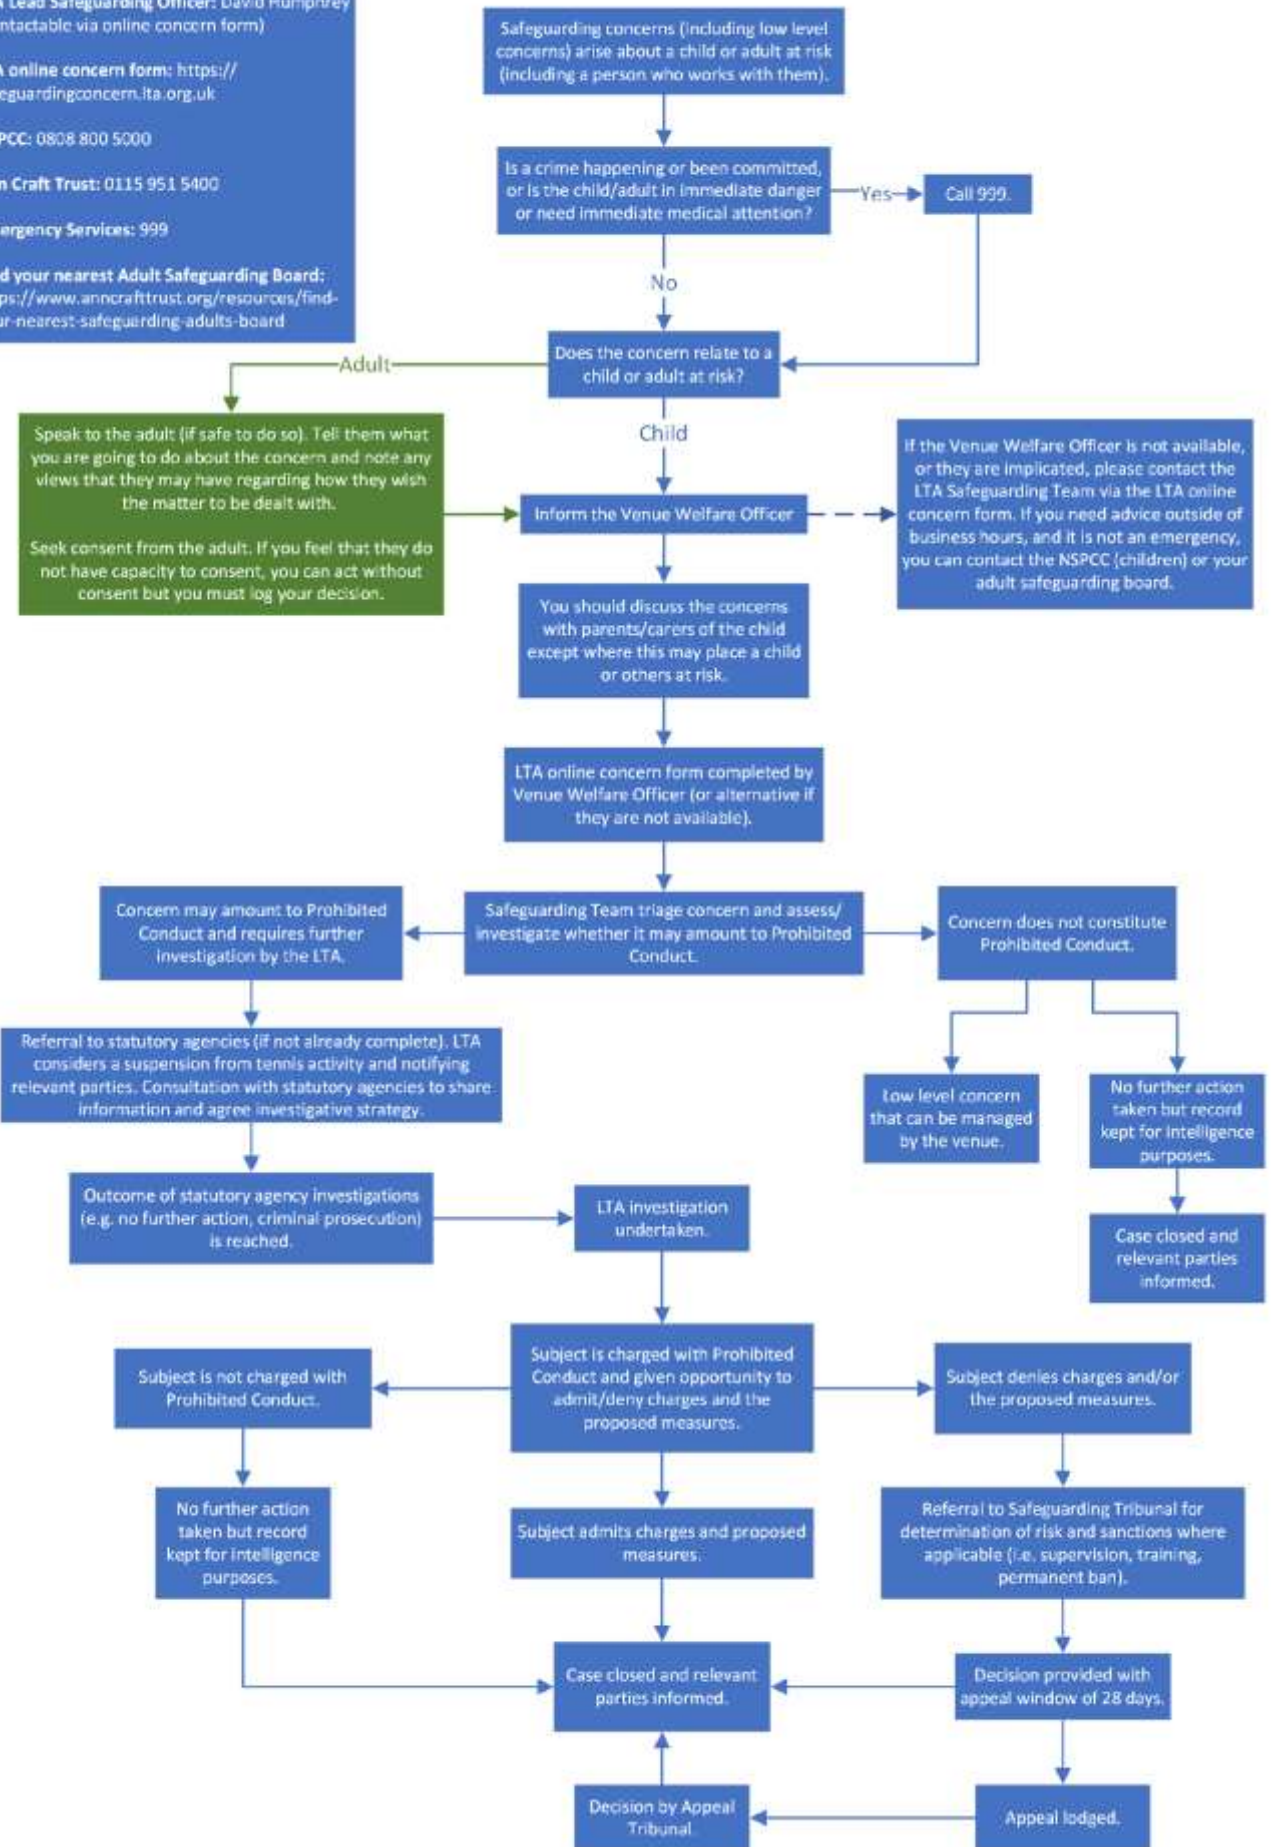 Lead Safeguarding Officer: David Humphrey
ntactable via online concern form)
online concern form: https://
eguardingconcern.lta.org.uk
PCC: 0808 800 5000
n Craft Trust: 0115 951 5400
ergency Services: 999
d your nearest Adult Safeguarding Board:
ps://www.anncrafttrust.org/resources/find-
ur-nearest-safeguarding-adults-board
Safeguarding concerns (including low level
concerns) arise about a child or adult at risk
(including a person who works with them).
Is a crime happening or been committed,
or is the child/adult in immediate danger
or need immediate medical attention?
Yes
Call 999.
No
Does the concern relate to a
child or adult at risk?
Adult
Child
Speak to the adult (if safe to do so). Tell them what
you are going to do about the concern and note any
views that they may have regarding how they wish
the matter to be dealt with.
Seek consent from the adult. If you feel that they do
not have capacity to consent, you can act without
consent but you must log your decision.
Inform the Venue Welfare Officer
If the Venue Welfare Officer is not available,
or they are implicated, please contact the
LTA Safeguarding Team via the LTA online
concern form. If you need advice outside of
business hours, and it is not an emergency,
you can contact the NSPCC (children) or your
adult safeguarding board.
You should discuss the concerns
with parents/carers of the child
except where this may place a child
or others at risk.
LTA online concern form completed by
Venue Welfare Officer (or alternative if
they are not available).
Concern may amount to Prohibited
Conduct and requires further
investigation by the LTA.
Safeguarding Team triage concern and assess/
investigate whether it may amount to Prohibited
Conduct.
Concern does not constitute
Prohibited Conduct.
Referral to statutory agencies (if not already complete). LTA
considers a suspension from tennis activity and notifying
relevant parties. Consultation with statutory agencies to share
information and agree investigative strategy.
Low level concern
that can be managed
by the venue.
No further action
taken but record
kept for intelligence
purposes.
Outcome of statutory agency investigations
(e.g. no further action, criminal prosecution)
is reached.
LTA investigation
undertaken.
Case closed and
relevant parties
informed.
Subject is not charged with
Prohibited Conduct.
Subject is charged with Prohibited
Conduct and given opportunity to
admit/deny charges and the
proposed measures.
Subject denies charges and/or
the proposed measures.
No further action
taken but record
kept for intelligence
purposes.
Subject admits charges and proposed
measures.
Referral to Safeguarding Tribunal for
determination of risk and sanctions where
applicable (i.e. supervision, training,
permanent ban).
Case closed and relevant
parties informed.
Decision provided with
appeal window of 28 days.
Decision by Appeal
Tribunal.
Appeal lodged.